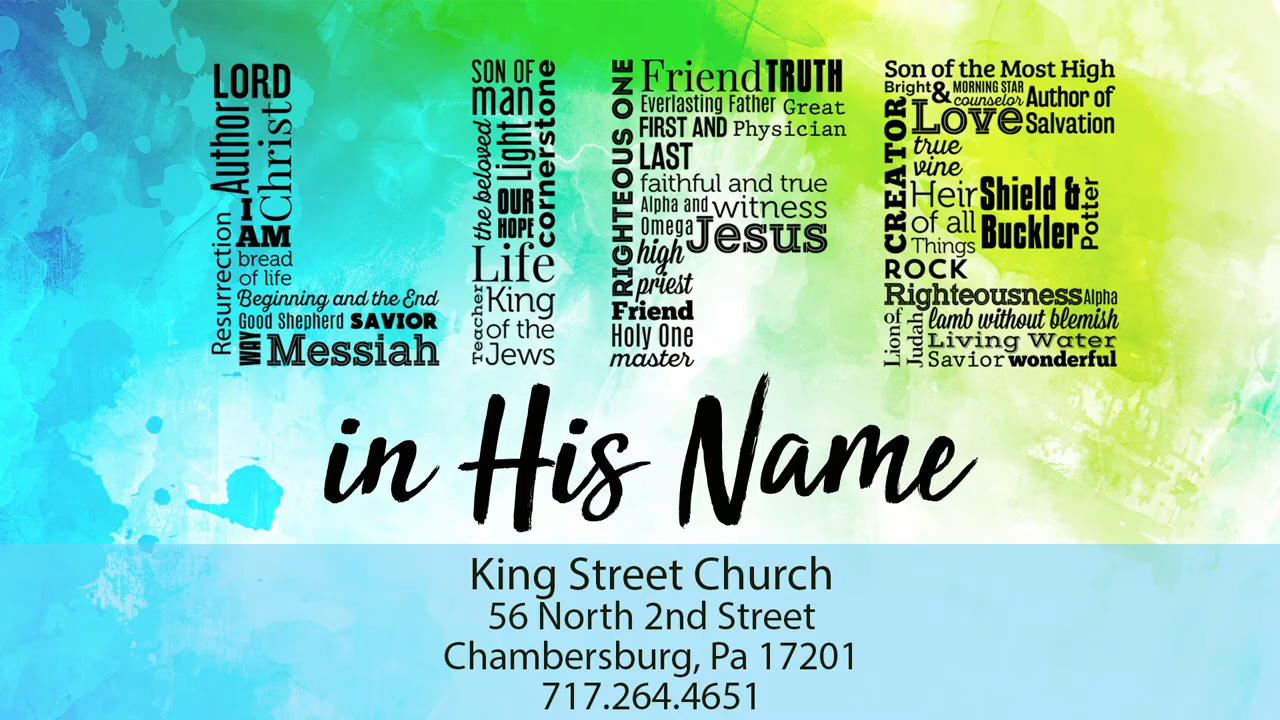 LORD
Author
Christ
Resurrection
I
AM
bread
of life
Beginning and the End
Good Shepherd SAVIOR
WAY
Messiah
SON OF
man
cornerstone
the beloved
Light
OUR
HOPE
Life
Teacher
King
of the
Jews
RIGHTEOUS ONE
Friend TRUTH
Everlasting Father Great
FIRST AND Physician
LAST
faithful and true
Alpha and witness
Omega
Jesus
high
priest
Friend
Holy One
master
Son of the Most High
Bright & MORNING STAR
counselor Author of
Love Salvation
CREATOR
true
vine
Heir
of all
Things
Shield &
Buckler
Potter
ROCK
Righteousness Alpha
Lion of
Judah
lamb without blemish
Living Water
Savior wonderful
in His Name
King Street Church
56 North 2nd Street
Chambersburg, Pa 17201
717.264.4651